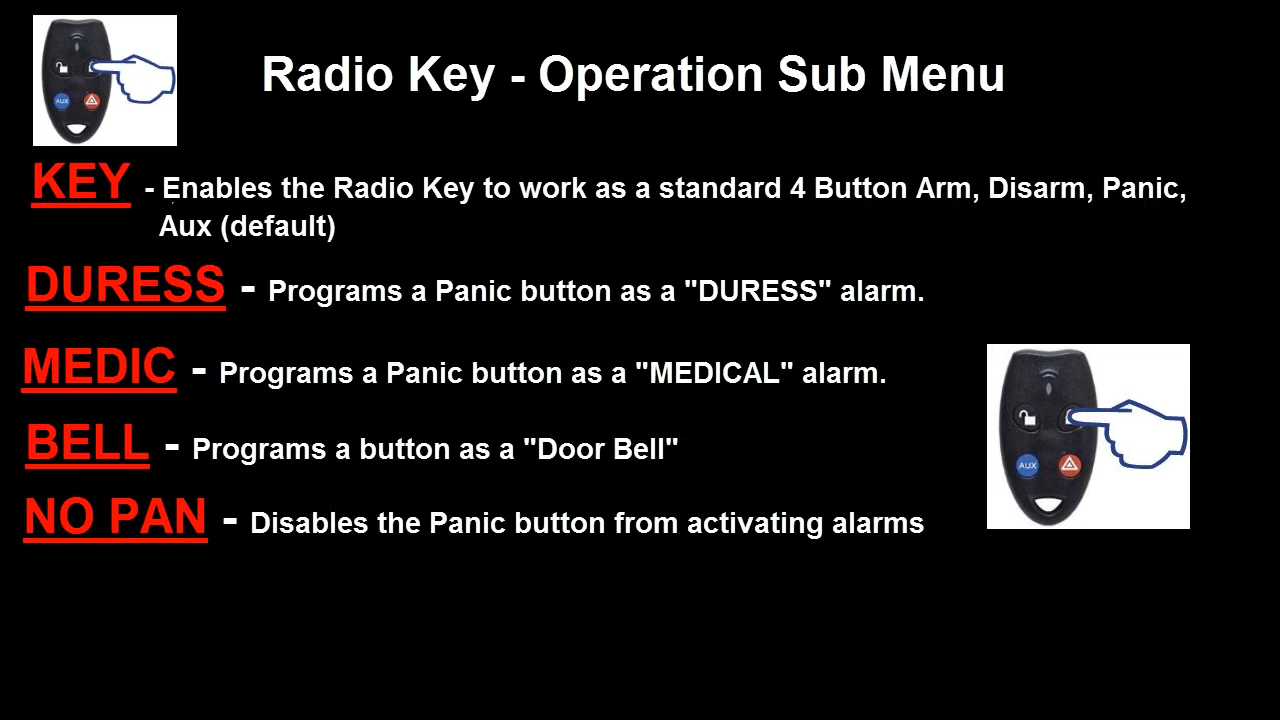 Radio Key - Operation Sub Menu
KEY - Enables the Radio Key to work as a standard 4 Button Arm, Disarm, Panic,
Aux (default)
DURESS - Programs a Panic button as a "DURESS" alarm.
MEDIC - Programs a Panic button as a "MEDICAL" alarm.
BELL - Programs a button as a "Door Bell"
NO PAN - Disables the Panic button from activating alarms
AUX
AUX